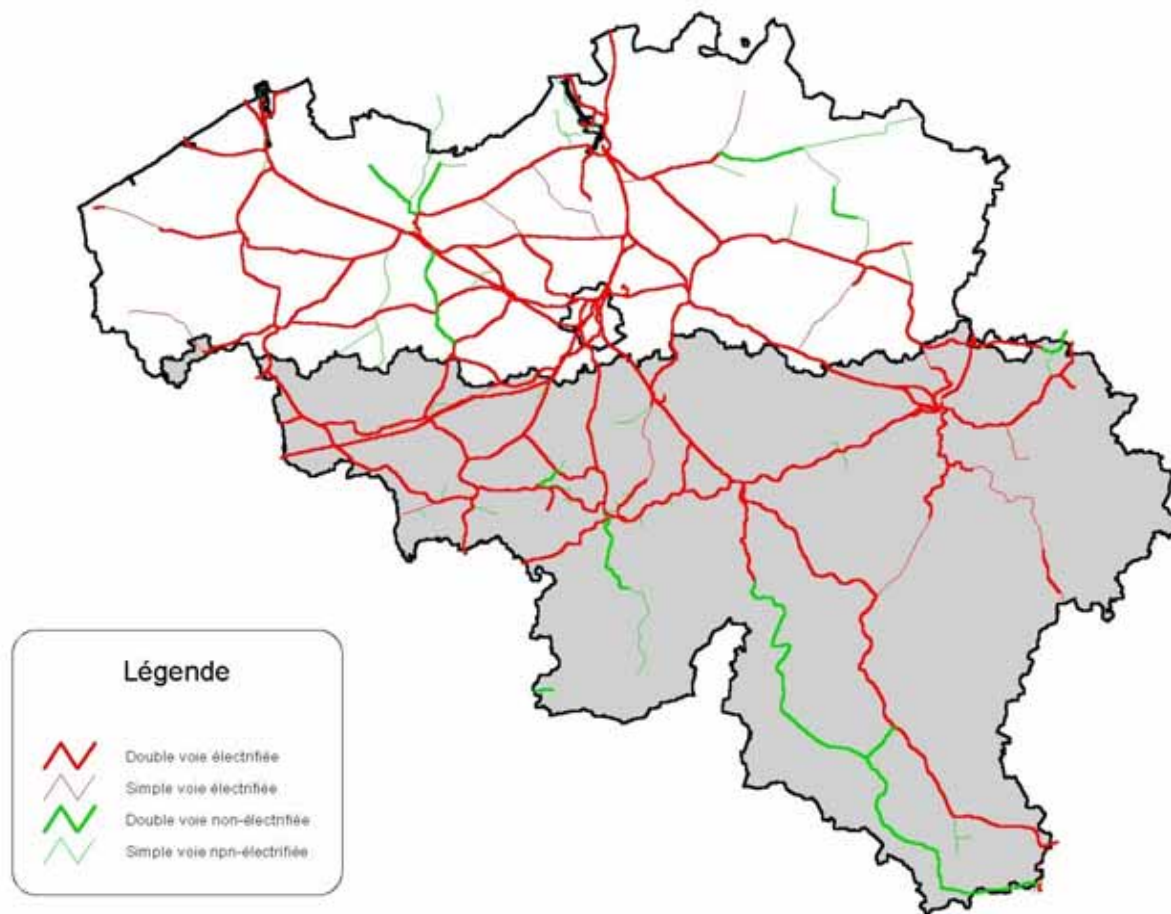 Légende
Double voie électrifiée
Simple voie électrifiée
Double voie non-électrifiée
Simple voie npn-électrifiée